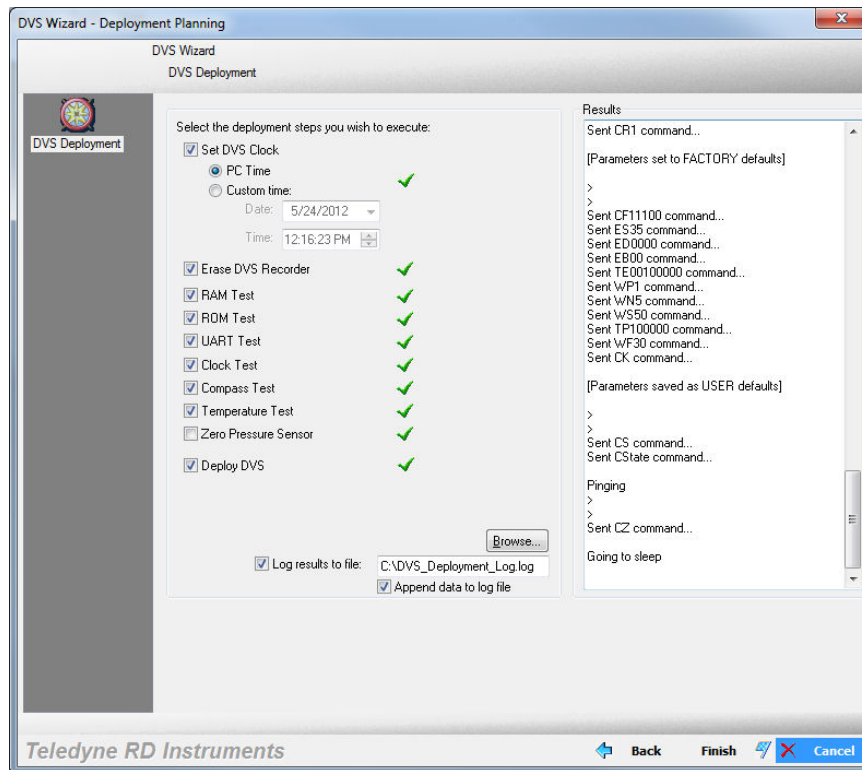 DVS Wizard - Deployment Planning
DVS Wizard
DVS Deployment
DVS Deployment
Select the deployment steps you wish to execute:
Set DVS Clock
PC Time
Custom time:
Date: 5/24/2012
Time: 12:16:23 PM
Erase DVS Recorder
RAM Test
ROM Test
UART Test
Clock Test
Compass Test
Temperature Test
Zero Pressure Sensor
Deploy DVS
Browse...
Log results to file: C:\DVS_Deployment_Log.log
Append data to log file
Results
Sent CR1 command...
[Parameters set to FACTORY defaults]
>
>
Sent CF11100 command...
Sent ES35 command...
Sent ED0000 command...
Sent EB00 command...
Sent TE00100000 command...
Sent WP1 command...
Sent WN5 command...
Sent WS50 command...
Sent TP100000 command...
Sent WF30 command...
Sent CK command...
[Parameters saved as USER defaults]
>
>
Sent CS command...
Sent CState command...
Pinging
>
>
Sent CZ command...
Going to sleep
Teledyne RD Instruments
Back
Finish
Cancel